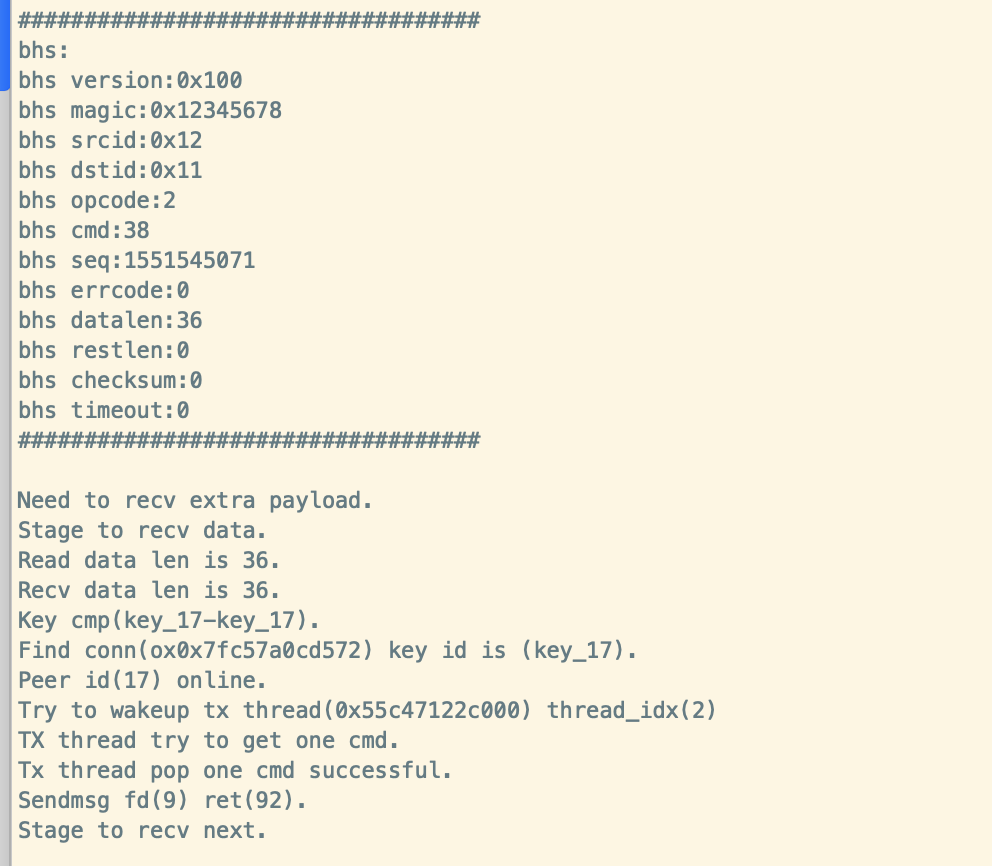 ###################################
bhs:
bhs version:0x100
bhs magic:0x12345678
bhs srcid:0x12
bhs dstid:0x11
bhs opcode:2
bhs cmd:38
bhs seq:1551545071
bhs errcode:0
bhs datalen:36
bhs restlen:0
bhs checksum:0
bhs timeout:0
###################################
Need to recv extra payload.
Stage to recv data.
Read data len is 36.
Recv data len is 36.
Key cmp(key_17-key_17).
Find conn(ox0x7fc57a0cd572) key id is (key_17).
Peer id(17) online.
Try to wakeup tx thread(0x55c47122c000) thread_idx(2)
TX thread try to get one cmd.
Tx thread pop one cmd successful.
Sendmsg fd(9) ret(92).
Stage to recv next.